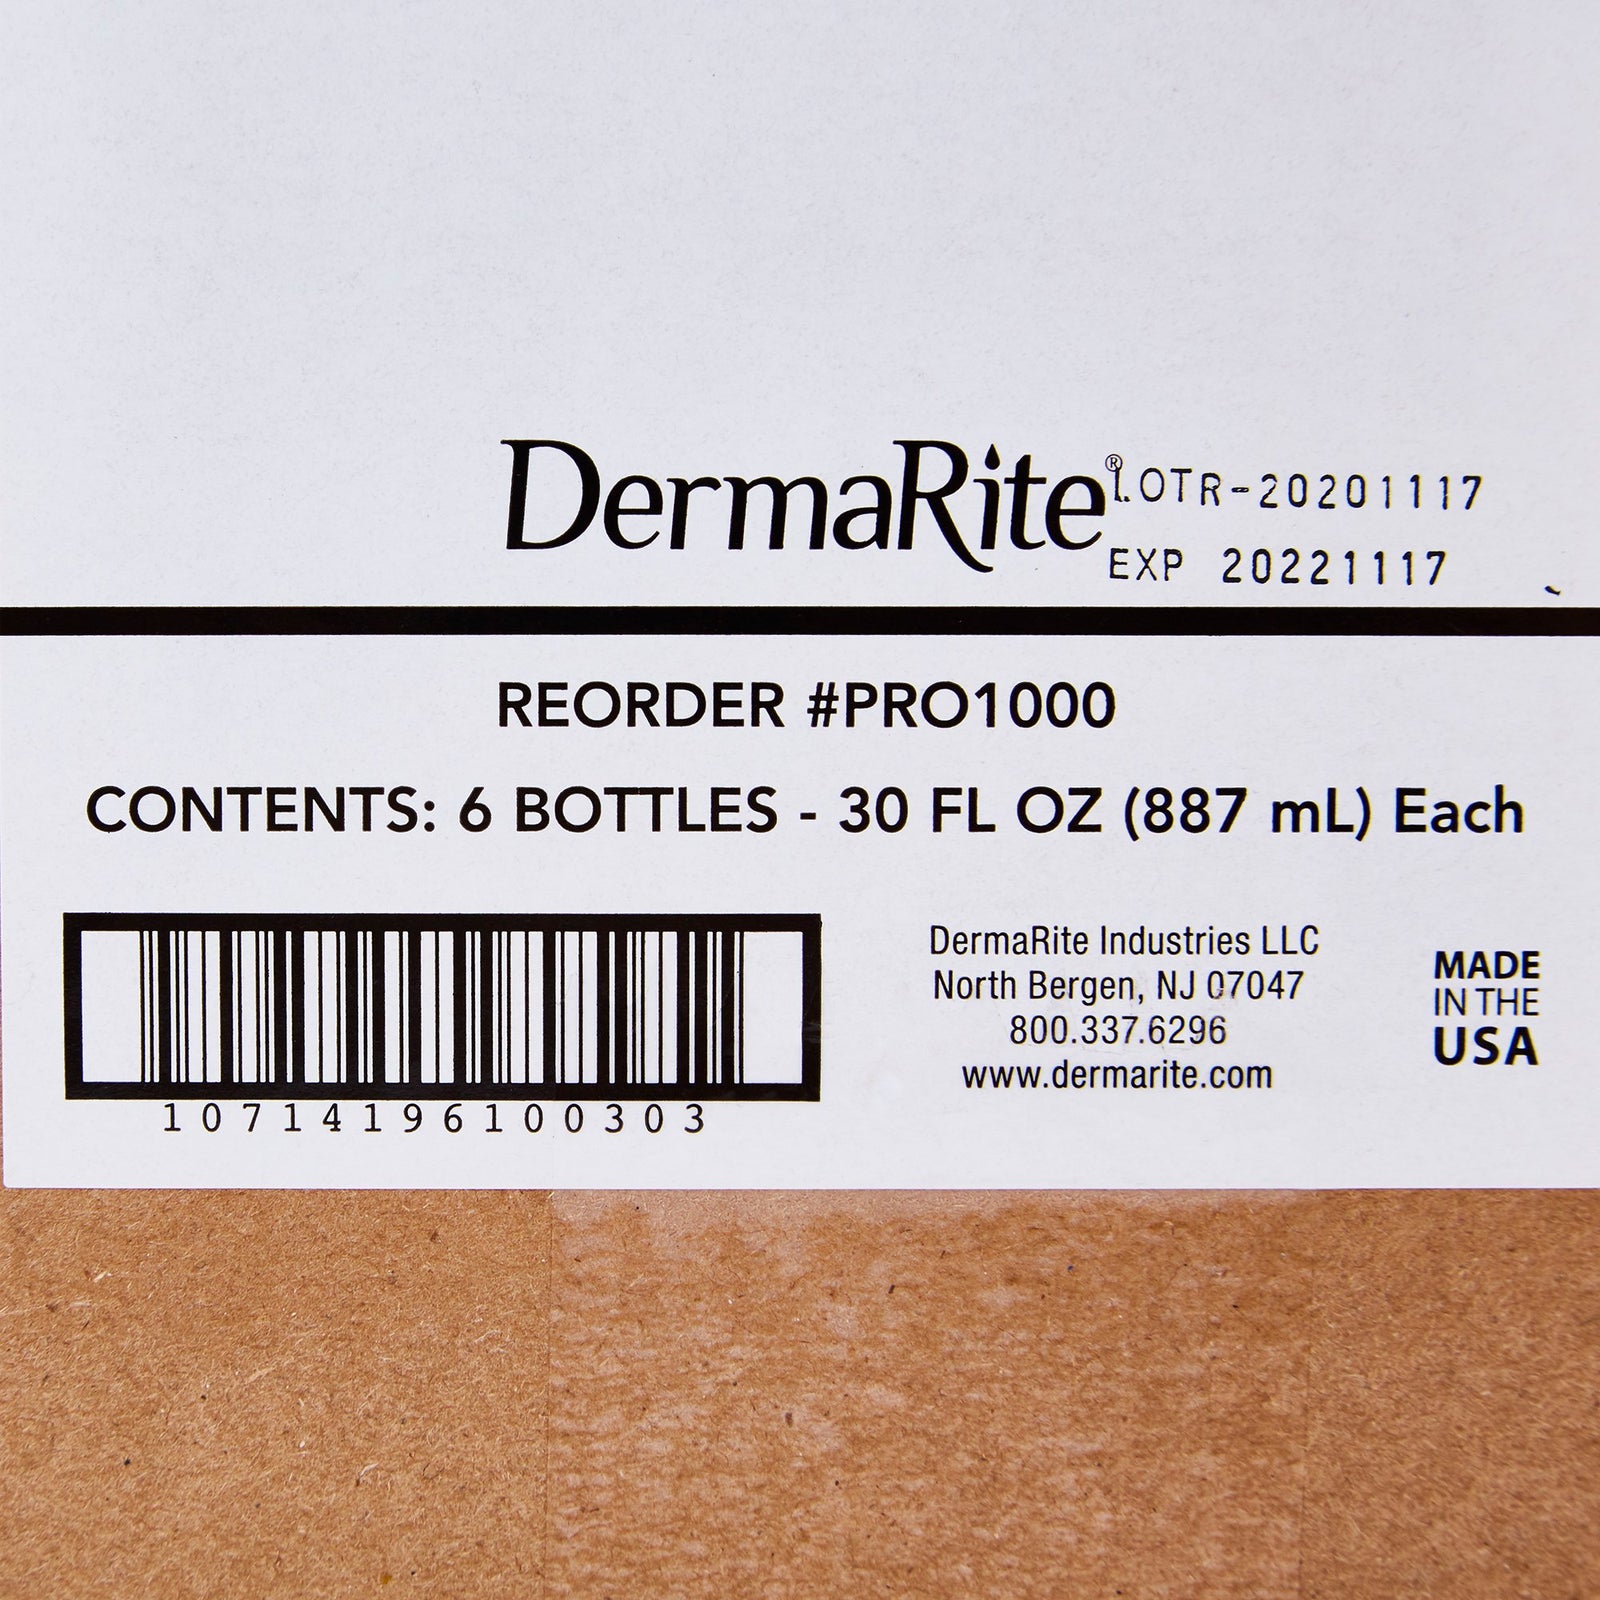 DermaRite®
LOTR-20201117
EXP 20221117
REORDER #PRO1000
CONTENTS: 6 BOTTLES - 30 FL OZ (887 mL) Each
10714196100303
DermaRite Industries LLC
North Bergen, NJ 07047
800.337.6296
www.dermarite.com
MADE
IN THE
USA